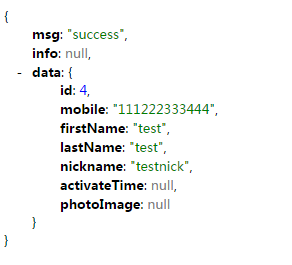 {
msg: "success",
info: null,
- data: {
id: 4,
mobile: "111222333444",
firstName: "test",
lastName: "test",
nickname: "testnick",
activateTime: null,
photoImage: null
}
}